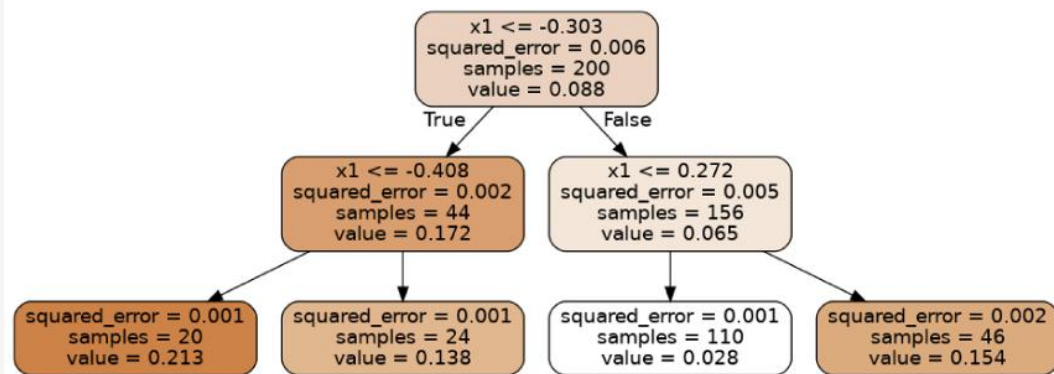 x1 <= -0.303
squared_error = 0.006
samples = 200
value = 0.088
True
False
x1 <= -0.408
squared_error = 0.002
samples = 44
value = 0.172
x1 <= 0.272
squared_error = 0.005
samples = 156
value = 0.065
squared_error = 0.001
samples = 20
value = 0.213
squared_error = 0.001
samples = 24
value = 0.138
squared_error = 0.001
samples = 110
value = 0.028
squared_error = 0.002
samples = 46
value = 0.154